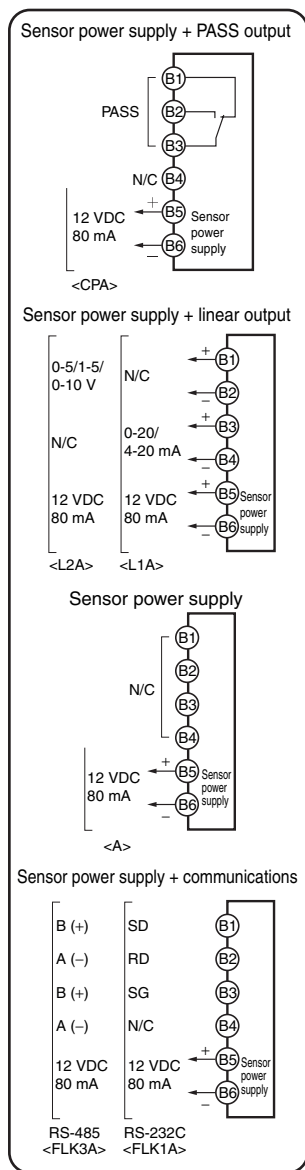 Sensor power supply + PASS output
B1
PASS
B2
B3
N/C
B4
+
12 VDC
80 mA
B5
Sensor
power
supply
B6
−
<CPA>
Sensor power supply + linear output
0-5/1-5/
0-10 V
N/C
+
B1
−
B2
N/C
0-20/
4-20 mA
+
B3
−
B4
12 VDC
80 mA
12 VDC
80 mA
+
B5
−
B6
Sensor
power
supply
<L2A>
<L1A>
Sensor power supply
B1
B2
N/C
B3
B4
12 VDC
80 mA
+
B5
−
B6
Sensor
power
supply
<A>
Sensor power supply + communications
B (+)
SD
B1
A (−)
RD
B2
B (+)
SG
B3
A (−)
N/C
B4
12 VDC
80 mA
12 VDC
80 mA
+
B5
−
B6
Sensor
power
supply
RS-485
<FLK3A>
RS-232C
<FLK1A>